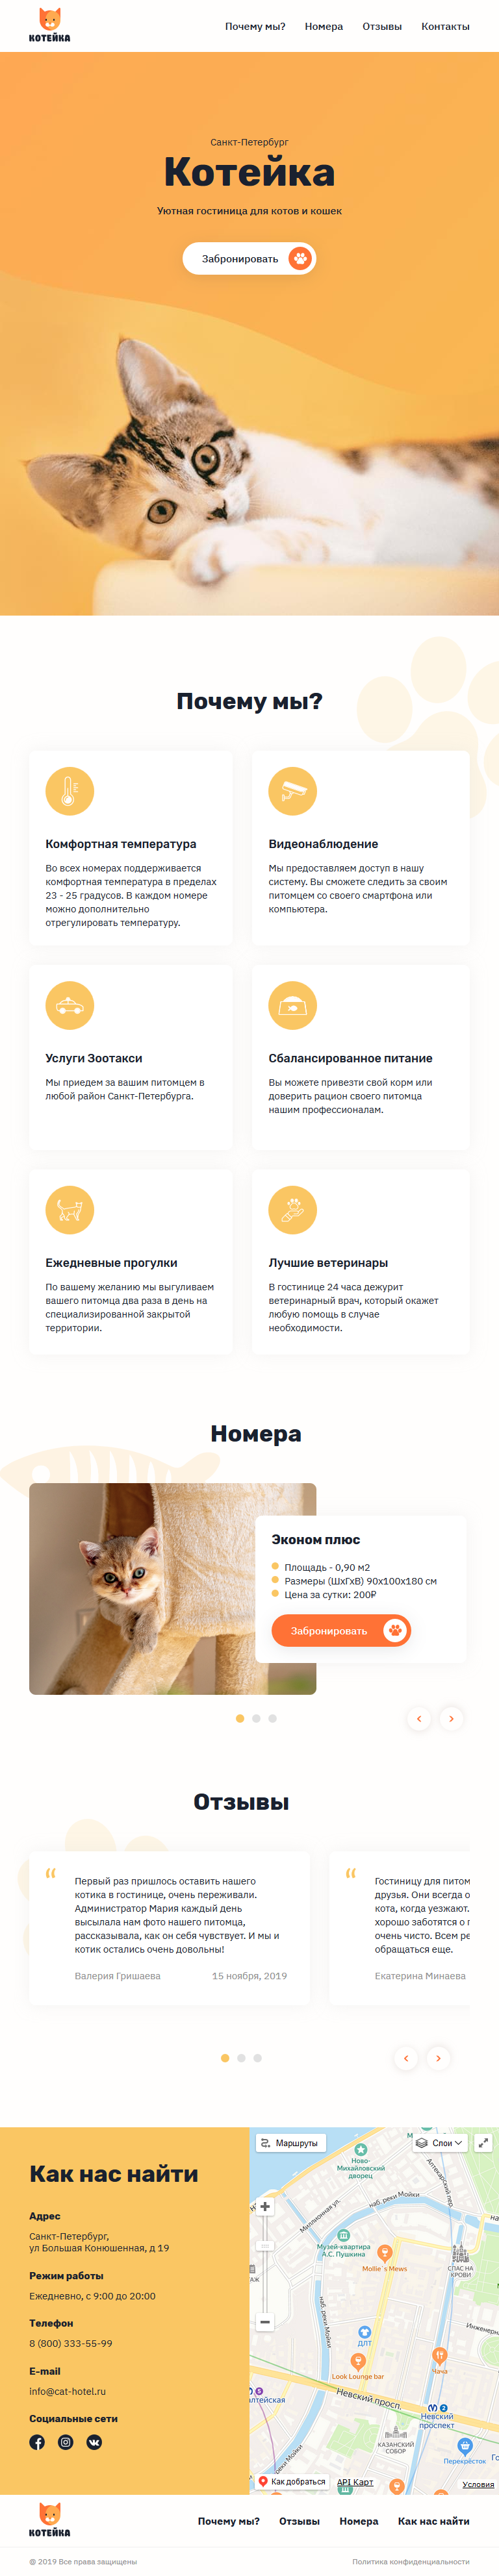 КОТЕЙКА
Почему мы? Номера Отзывы Контакты
Санкт-Петербург
Котейка
Уютная гостиница для котов и кошек
Забронировать
Почему мы?
Комфортная температура
Во всех номерах поддерживается
комфортная температура в пределах
23 - 25 градусов. В каждом номере
можно дополнительно
отрегулировать температуру.
Видеонаблюдение
Мы предоставляем доступ в нашу
систему. Вы сможете следить за своим
питомцем со своего смартфона или
компьютера.
Услуги Зоотакси
Мы приедем за вашим питомцем в
любой район Санкт-Петербурга.
Сбалансированное питание
Вы можете привезти свой корм или
доверить рацион своего питомца
нашим профессионалам.
Ежедневные прогулки
По вашему желанию мы выгуливаем
вашего питомца два раза в день на
специализированной закрытой
территории.
Лучшие ветеринары
В гостинице 24 часа дежурит
ветеринарный врач, который окажет
любую помощь в случае
необходимости.
Номера
Эконом плюс
Площадь - 0,90 м2
Размеры (ШхГхВ) 90х100х180 см
Цена за сутки: 200₽
Забронировать
Отзывы
“
Первый раз пришлось оставить нашего
котика в гостинице, очень переживали.
Администратор Мария каждый день
высылала нам фото нашего питомца,
рассказывала, как он себя чувствует. И мы и
котик остались очень довольны!
Валерия Гришаева 15 ноября, 2019
“
Гостиницу для питом
друзья. Они всегда о
кота, когда уезжают.
хорошо заботятся о п
очень чисто. Всем ре
обращаться еще.
Екатерина Минаева
Как нас найти
Адрес
Санкт-Петербург,
ул Большая Конюшенная, д 19
Режим работы
Ежедневно, с 9:00 до 20:00
Телефон
8 (800) 333-55-99
E-mail
info@cat-hotel.ru
Социальные сети
Маршруты
Слои
Ново-
Михайловский
дворец
Аптекарский пер.
Миллионная ул.
наб. реки Мойки
Музей-квартира
А.С. Пушкина
Mollie's Mews
СПАС НА
КРОВИ
наб. реки Мойки
ДЛТ
Look Lounge bar
Чача
Невский просп.
Невский
проспект
КАЗАНСКИЙ
СОБОР
Перекрёсток
Как добраться
API Карт
Условия
КОТЕЙКА
Почему мы? Отзывы Номера Как нас найти
@ 2019 Все права защищены
Политика конфиденциальности